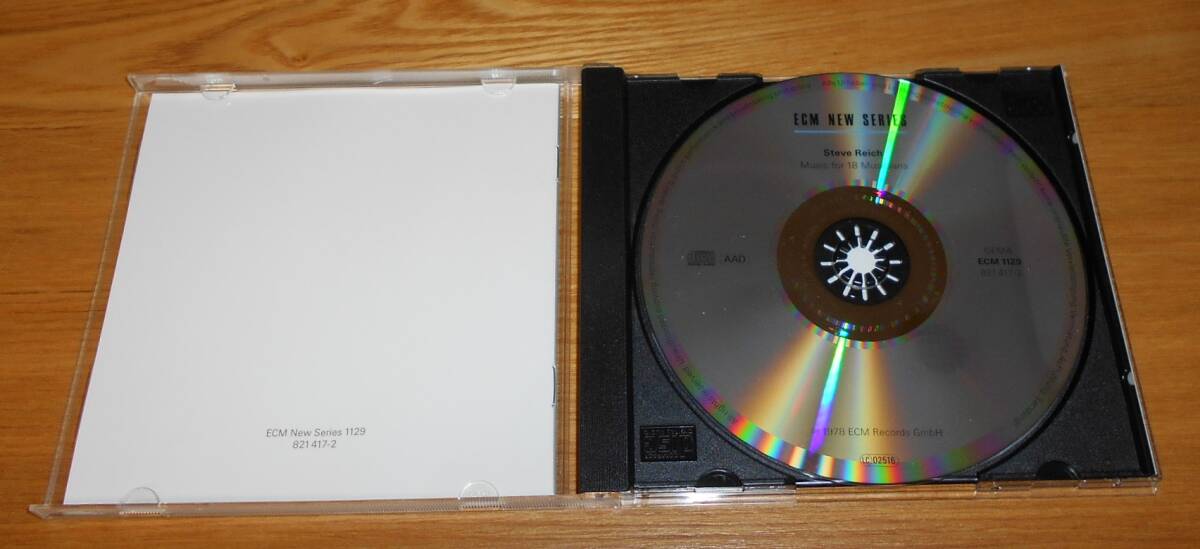 ECM New Series 1129
821 417-2
ECM NEW SERIES
Steve Reich
Music for 18 Musicians
AAD
GEMA
ECM 1129
821 417-2
℗ 1978 ECM Records GmbH
LC 02516